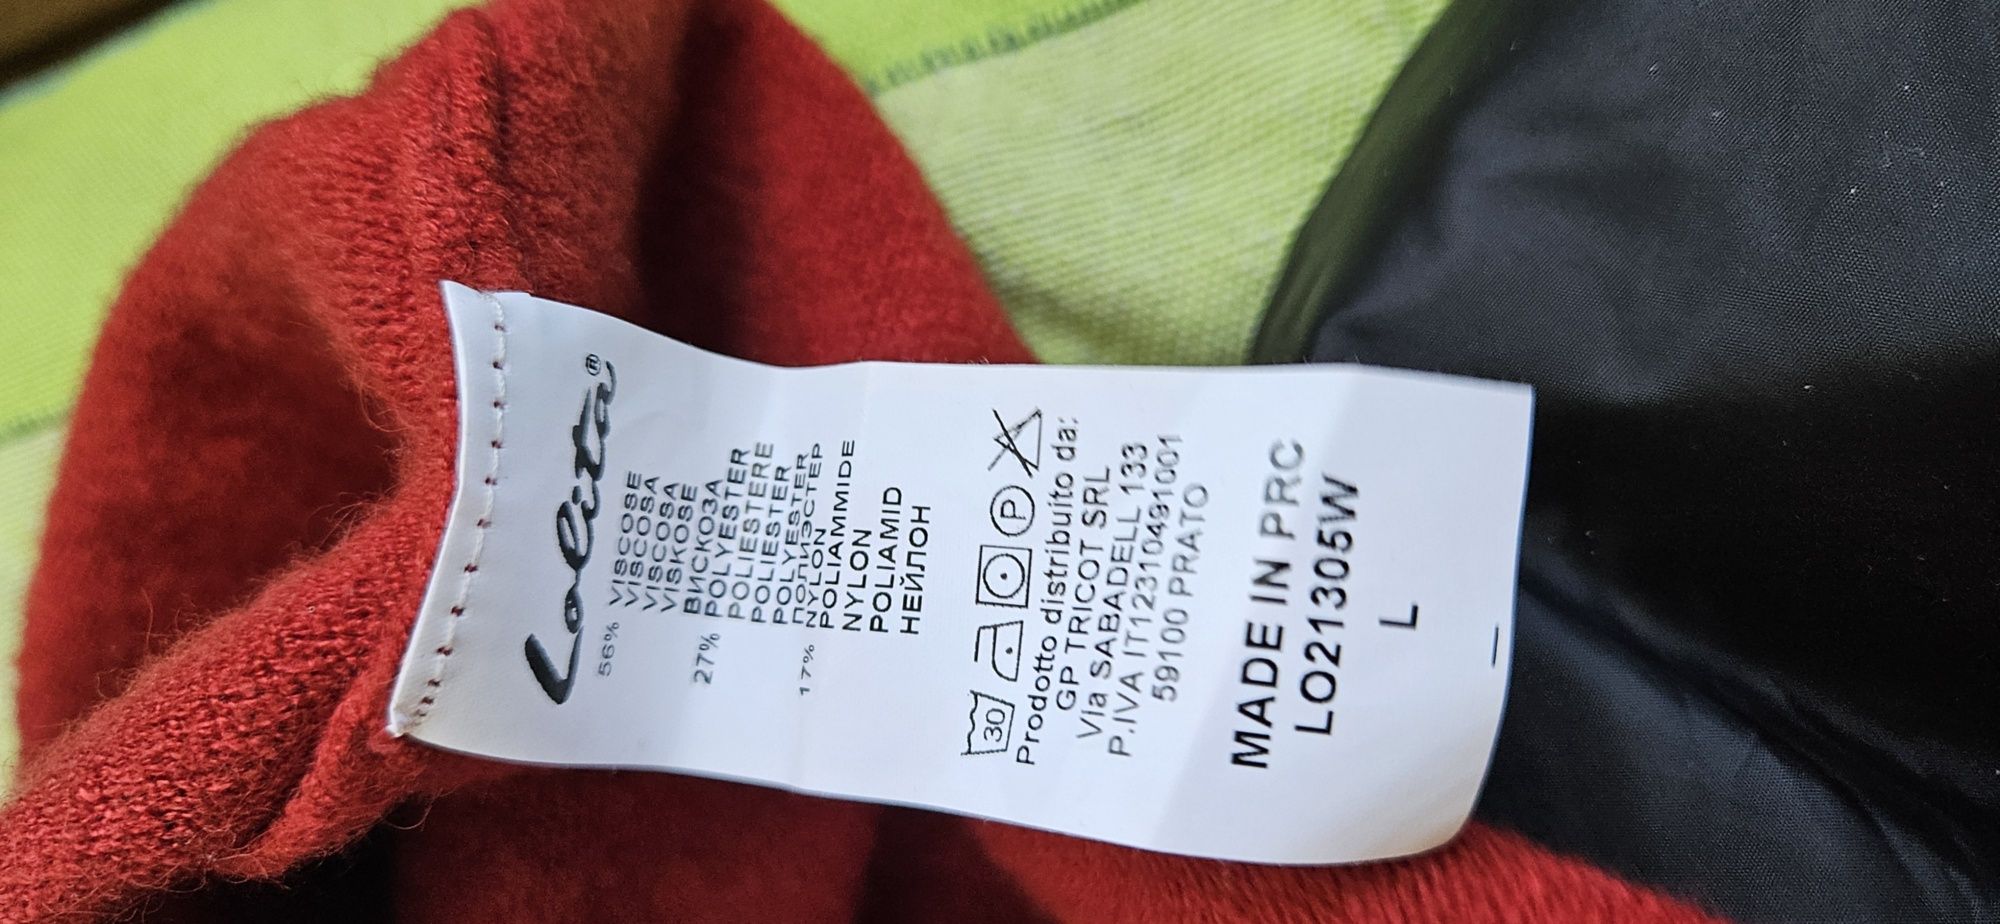 Lolita®
56% VISCOSE
VISCOSA
VISCOSA
VISKOSE
ВИСКОЗА
27% POLYESTER
POLIESTERE
POLIESTER
POLYESTER
ПОЛИЭСТЕР
17% NYLON
POLIAMMIDE
NYLON
POLIAMID
НЕЙЛОН
30 P
Prodotto distribuito da:
GP TRICOT SRL
Via SABADELL 133
P.IVA IT12310491001
59100 PRATO
MADE IN PRC
LO21305W
L